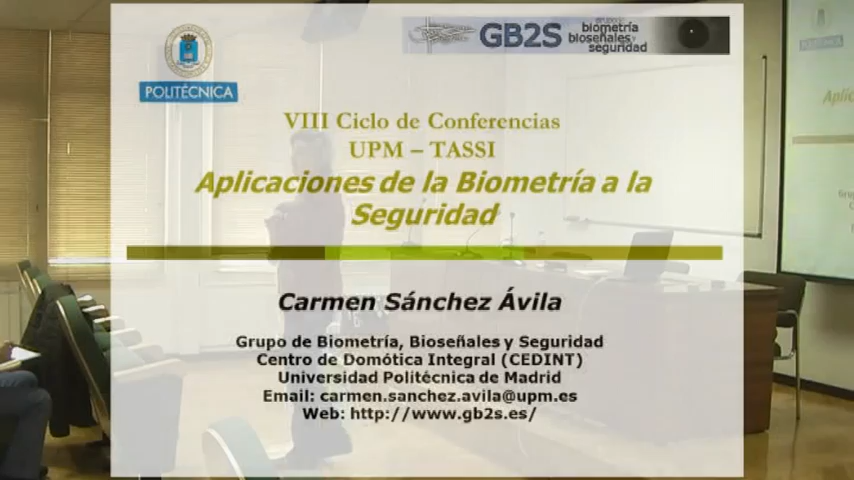 POLITÉCNICA
GB2S
grupo de
biometría
bioseñales y
seguridad
VIII Ciclo de Conferencias
UPM – TASSI
Aplicaciones de la Biometría a la
Seguridad
Carmen Sánchez Ávila
Grupo de Biometría, Bioseñales y Seguridad
Centro de Domótica Integral (CEDINT)
Universidad Politécnica de Madrid
Email: carmen.sanchez.avila@upm.es
Web: http://www.gb2s.es/